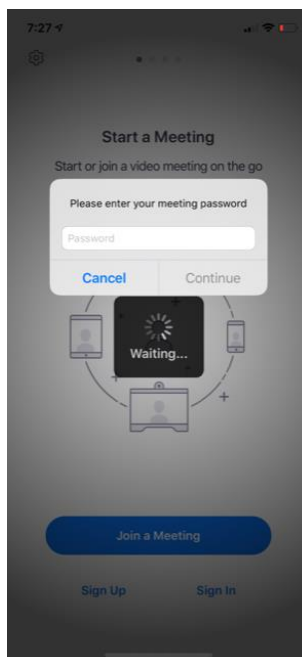 7:27
Start a Meeting
Start or join a video meeting on the go
Please enter your meeting password
Password
Cancel
Continue
Waiting...
Join a Meeting
Sign Up
Sign In